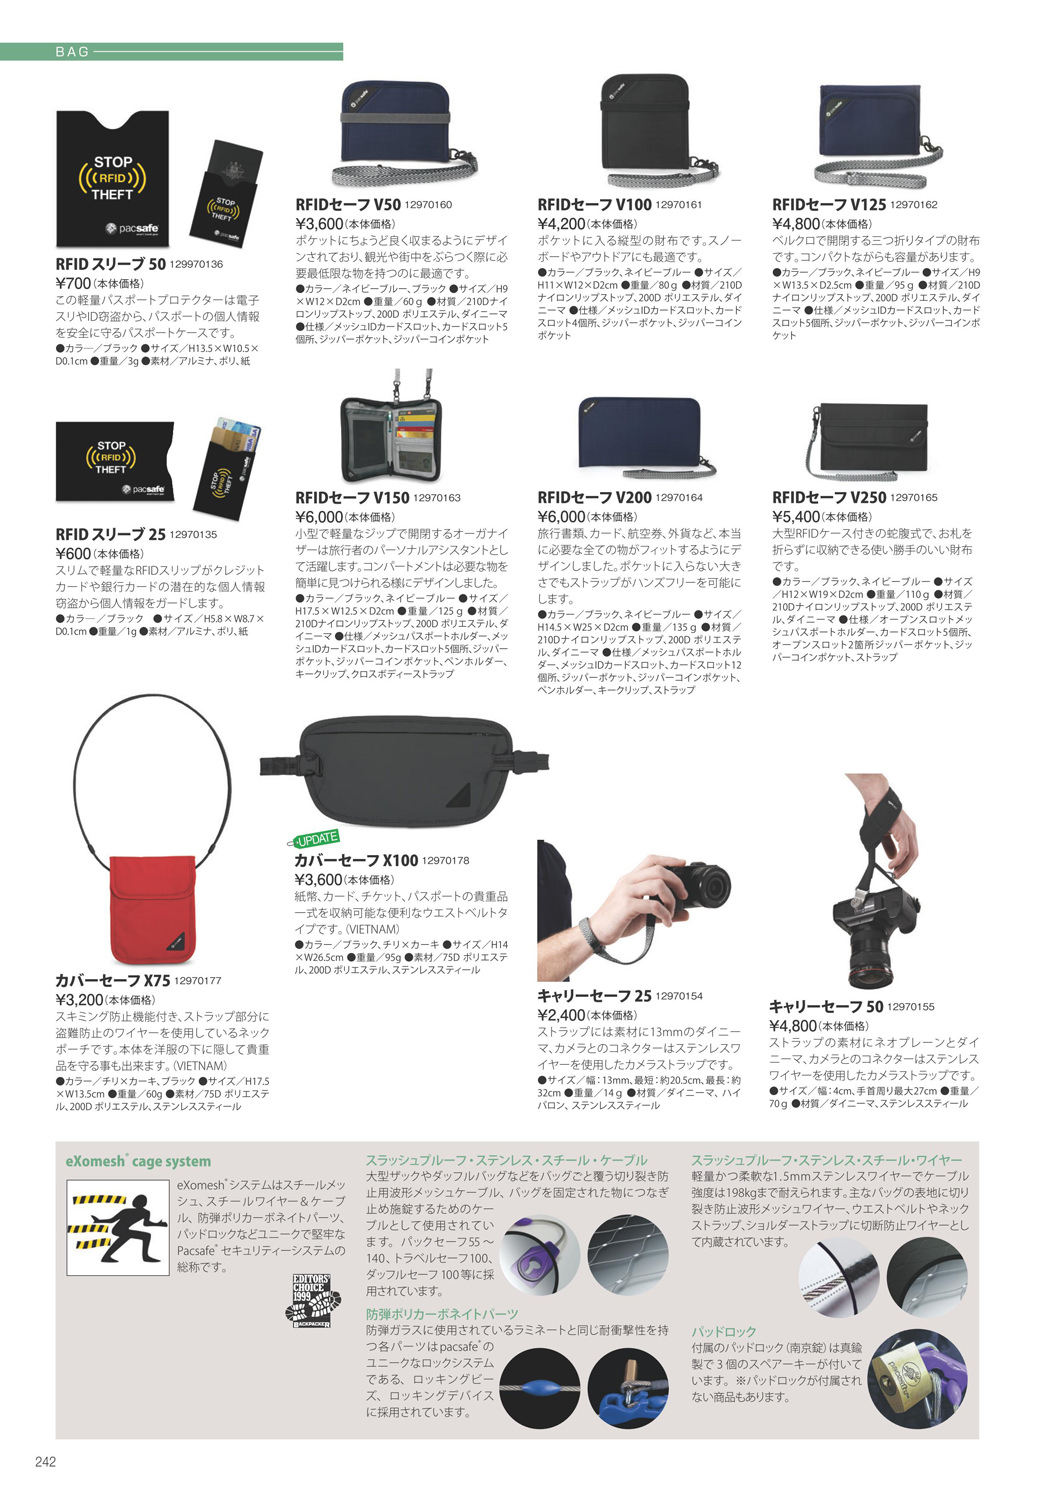 BAG
STOP
RFID
THEFT
pacsafe
STOP
RFID
THEFT
pacsafe
RFID スリーブ 50 129970136
¥700(本体価格)
この軽量パスポートプロテクターは電子
スリやID窃盗から、パスポートの個人情報
を安全に守るパスポートケースです。
●カラー／ブラック ●サイズ／H13.5×W10.5×
D0.1cm ●重量／3g ●素材／アルミナ、ポリ、紙
RFIDセーフ V50 12970160
¥3,600(本体価格)
ポケットにちょうど良く収まるようにデザイ
ンされており、観光や街中をぶらつく際に必
要最低限な物を持つのに最適です。
●カラー／ネイビーブルー、ブラック ●サイズ／H9
×W12×D2cm ●重量／60ｇ ●材質／210Dナイ
ロンリップストップ、200D ポリエステル、ダイニーマ
●仕様／メッシュIDカードスロット、カードスロット5
個所、ジッパーポケット、ジッパーコインポケット
RFIDセーフ V100 12970161
¥4,200(本体価格)
ポケットに入る縦型の財布です。スノー
ボードやアウトドアにも最適です。
●カラー／ブラック、ネイビーブルー ●サイズ／
H11×W12×D2cm ●重量／80ｇ ●材質／210D
ナイロンリップストップ、200D ポリエステル、ダイ
ニーマ ●仕様／メッシュIDカードスロット、カード
スロット4個所、ジッパーポケット、ジッパーコイン
ポケット
RFIDセーフ V125 12970162
¥4,800(本体価格)
ベルクロで開閉する三つ折りタイプの財布
です。コンパクトながらも容量があります。
●カラー／ブラック、ネイビーブルー ●サイズ／H9
×W13.5×D2.5cm ●重量／95ｇ ●材質／210D
ナイロンリップストップ、200D ポリエステル、ダイ
ニーマ ●仕様／メッシュIDカードスロット、カード
スロット5個所、ジッパーポケット、ジッパーコインポ
ケット
STOP
RFID
THEFT
pacsafe
STOP
RFID
THEFT
pacsafe
RFID スリーブ 25 12970135
¥600(本体価格)
スリムで軽量なRFIDスリップがクレジット
カードや銀行カードの潜在的な個人情報
窃盗から個人情報をガードします。
●カラー／ブラック ●サイズ／H5.8×W8.7×
D0.1cm ●重量／1g ●素材／アルミナ、ポリ、紙
RFIDセーフ V150 12970163
¥6,000(本体価格)
小型で軽量なジップで開閉するオーガナイ
ザーは旅行者のパーソナルアシスタントとし
て活躍します。コンパートメントは必要な物を
簡単に見つけられる様にデザインしました。
●カラー／ブラック、ネイビーブルー ●サイズ／
H17.5×W12.5×D2cm ●重量／125ｇ ●材質／
210Dナイロンリップストップ、200D ポリエステル、ダ
イニーマ ●仕様／メッシュパスポートホルダー、メッ
シュIDカードスロット、カードスロット5個所、ジッパー
ポケット、ジッパーコインポケット、ペンホルダー、
キークリップ、クロスボディーストラップ
RFIDセーフ V200 12970164
¥6,000(本体価格)
旅行書類、カード、航空券、外貨など、本当
に必要な全ての物がフィットするようにデ
ザインしました。ポケットに入らない大き
さでもストラップがハンズフリーを可能に
します。
●カラー／ブラック、ネイビーブルー ●サイズ／
H14.5×W25×D2cm ●重量／135ｇ ●材質／
210Dナイロンリップストップ、200D ポリエステ
ル、ダイニーマ ●仕様／メッシュパスポートホル
ダー、メッシュIDカードスロット、カードスロット12
個所、ジッパーポケット、ジッパーコインポケット、
ペンホルダー、キークリップ、ストラップ
RFIDセーフ V250 12970165
¥5,400(本体価格)
大型RFIDケース付きの蛇腹式で、お札を
折らずに収納できる使い勝手のいい財布
です。
●カラー／ブラック、ネイビーブルー ●サイズ
／H12×W19×D2cm ●重量／110ｇ ●材質／
210Dナイロンリップストップ、200D ポリエステ
ル、ダイニーマ ●仕様／オープンスロットメッ
シュパスポートホルダー、カードスロット5個所、
オープンスロット2箇所ジッパーポケット、ジッ
パーコインポケット、ストラップ
カバーセーフ X75 12970177
¥3,200(本体価格)
スキミング防止機能付き、ストラップ部分に
盗難防止のワイヤーを使用しているネック
ポーチです。本体を洋服の下に隠して貴重
品を守る事も出来ます。(VIETNAM)
●カラー／チリ×カーキ、ブラック ●サイズ／H17.5
×W13.5cm ●重量／60g ●素材／75D ポリエステ
ル、200D ポリエステル、ステンレススティール
UPDATE
カバーセーフ X100 12970178
¥3,600(本体価格)
紙幣、カード、チケット、パスポートの貴重品
一式を収納可能な便利なウエストベルトタ
イプです。(VIETNAM)
●カラー／ブラック、チリ×カーキ ●サイズ／H14
×W26.5cm ●重量／95g ●素材／75D ポリエステ
ル、200D ポリエステル、ステンレススティール
キャリーセーフ 25 12970154
¥2,400(本体価格)
ストラップには素材に13mmのダイニー
マ、カメラとのコネクターはステンレスワ
イヤーを使用したカメラストラップです。
●サイズ／幅：13mm、最短：約20.5cm、最長：約
32cm ●重量／14ｇ ●材質／ダイニーマ、ハイ
パロン、ステンレススティール
キャリーセーフ 50 12970155
¥4,800(本体価格)
ストラップの素材にネオプレーンとダイ
ニーマ、カメラとのコネクターはステンレス
ワイヤーを使用したカメラストラップです。
●サイズ／幅：4cm、手首周り最大27cm ●重量／
70ｇ ●材質／ダイニーマ、ステンレススティール
eXomesh® cage system
eXomesh®システムはスチールメッ
シュ、スチールワイヤー＆ケーブ
ル、防弾ポリカーボネイトパーツ、
パッドロックなどユニークで堅牢な
Pacsafe® セキュリティーシステムの
総称です。
EDITORS'
CHOICE
1999
BACKPACKER
スラッシュプルーフ・ステンレス・スチール・ケーブル
大型ザックやダッフルバッグなどをバッグごと覆う切り裂き防
止用波形メッシュケーブル、バッグを固定された物につなぎ
止め施錠するためのケー
ブルとして使用されてい
ます。パックセーフ55～
140、トラベルセーフ100、
ダッフルセーフ100等に採
用されています。
防弾ポリカーボネイトパーツ
防弾ガラスに使用されているラミネートと同じ耐衝撃性を持
つ各パーツはpacsafe®の
ユニークなロックシステム
である、ロッキングビー
ズ、ロッキングデバイス
に採用されています。
スラッシュプルーフ・ステンレス・スチール・ワイヤー
軽量かつ柔軟な1.5mmステンレスワイヤーでケーブル
強度は198kgまで耐えられます。主なバッグの表地に切り
裂き防止波形メッシュワイヤー、ウエストベルトやネック
ストラップ、ショルダーストラップに切断防止ワイヤーとし
て内蔵されています。
パッドロック
付属のパッドロック（南京錠）は真鍮
製で3個のスペアーキーが付いて
います。※パッドロックが付属され
ない商品もあります。
pacsafe
242